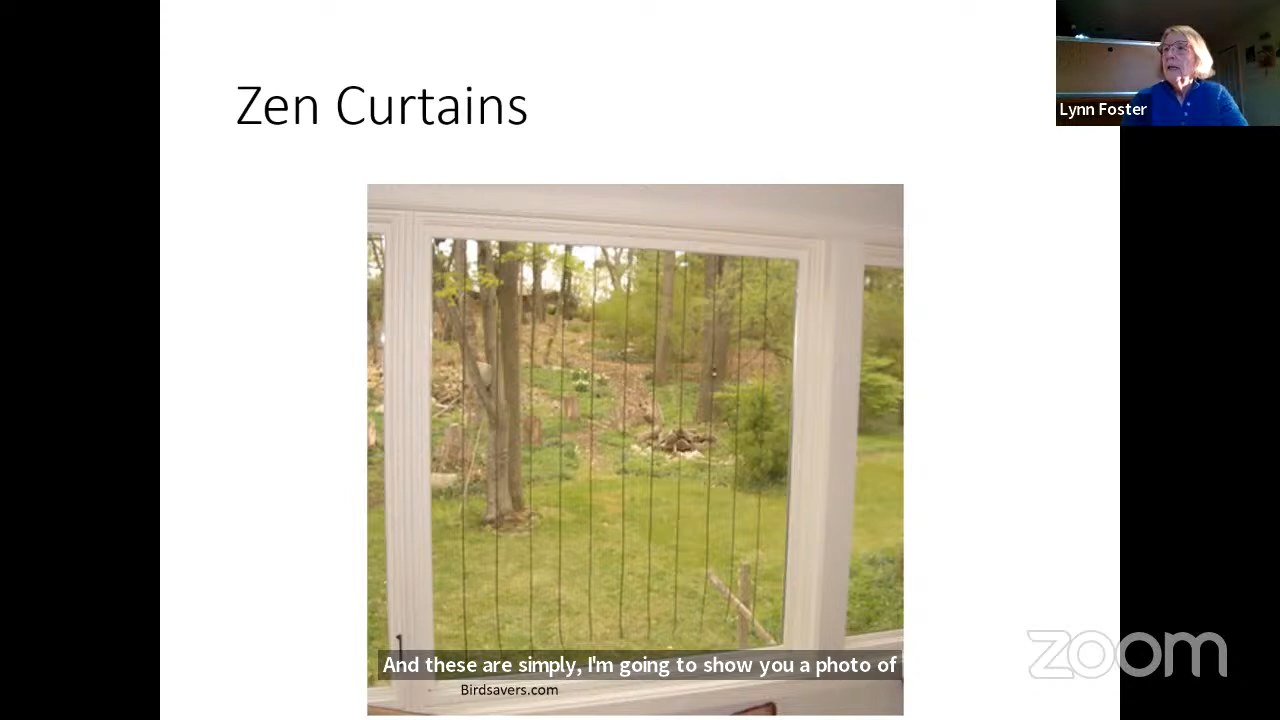 Zen Curtains
Lynn Foster
And these are simply, I'm going to show you a photo of
Birdsavers.com
zoom